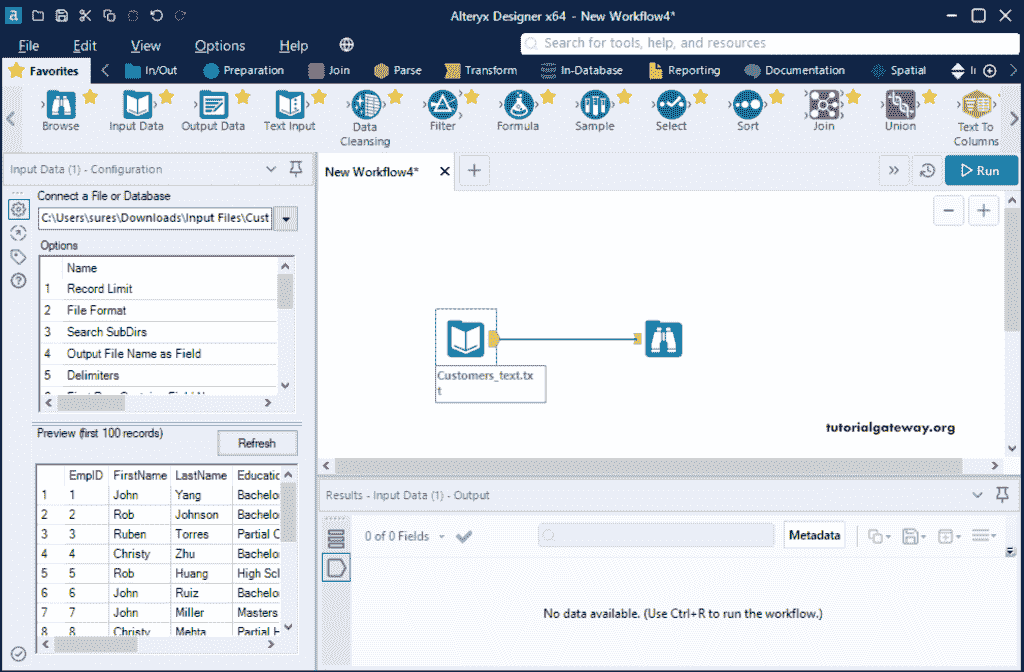 Alteryx Designer x64 - New Workflow4*
File Edit View Options Help
Search for tools, help, and resources
Favorites In/Out Preparation Join Parse Transform In-Database Reporting Documentation Spatial
Browse Input Data Output Data Text Input Data Cleansing Filter Formula Sample Select Sort Join Union Text To Columns
Input Data (1) - Configuration
New Workflow4*
Run
Connect a File or Database
C:\Users\sures\Downloads\Input Files\Cust
Options
Name
1 Record Limit
2 File Format
3 Search SubDirs
4 Output File Name as Field
5 Delimiters
Customers_text.tx
t
tutorialgateway.org
Preview (first 100 records)
Refresh
EmpID FirstName LastName Educatic
1 1 John Yang Bachelo
2 2 Rob Johnson Bachelo
3 3 Ruben Torres Partial C
4 4 Christy Zhu Bachelo
5 5 Rob Huang High Scl
6 6 John Ruiz Bachelo
7 7 John Miller Masters
8 8 Christy Mehta Partial H
Results - Input Data (1) - Output
0 of 0 Fields
Metadata
No data available. (Use Ctrl+R to run the workflow.)